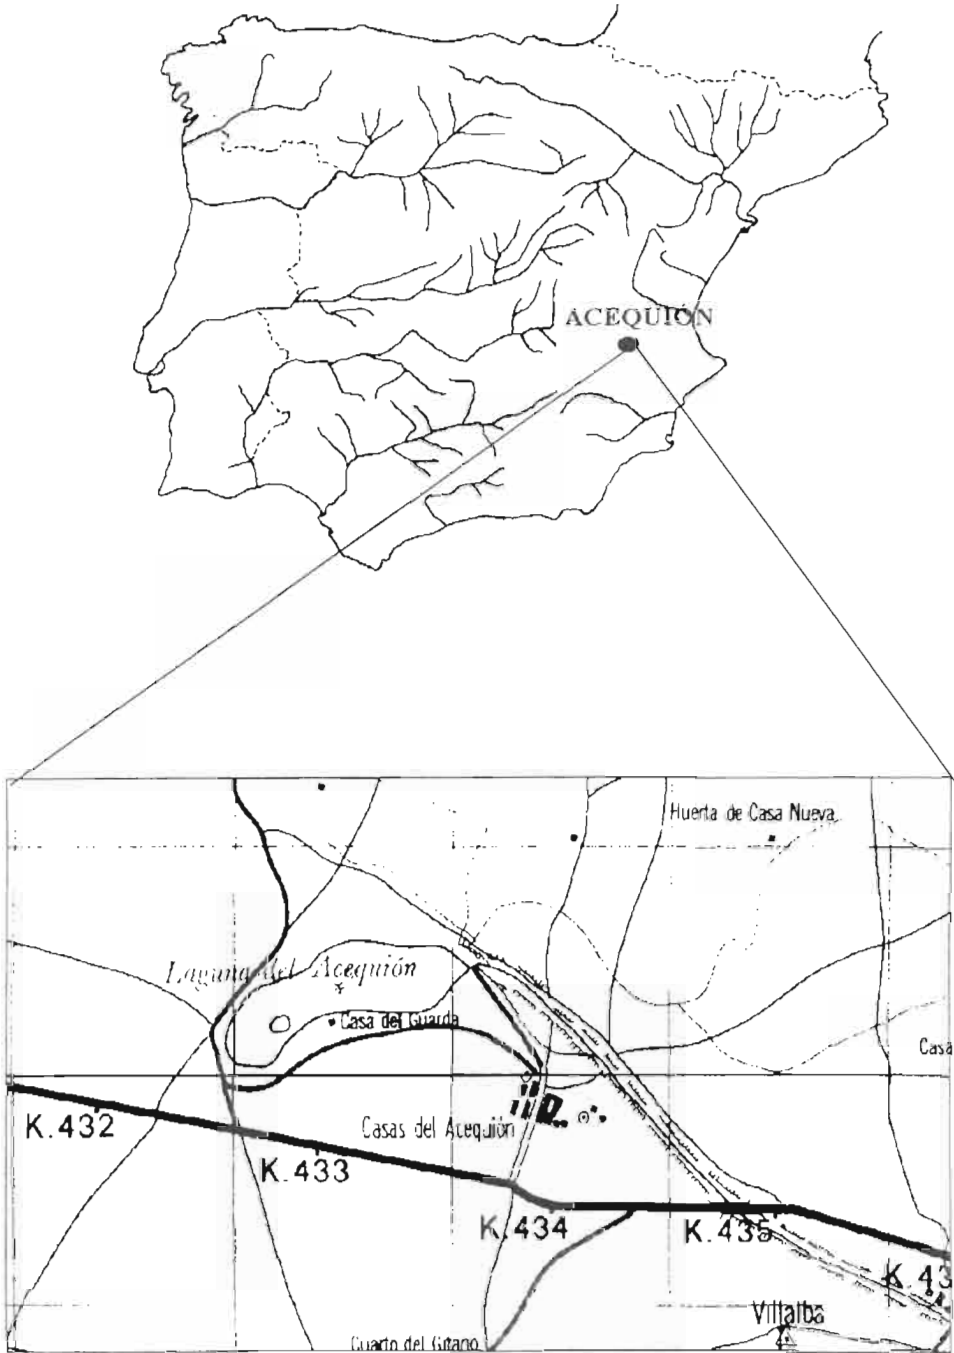 ACEQUIÓN
Huerta de Casa Nueva
Laguna del Acequión
Casa del Guarda
Casa
K.432
Casas del Acequión
K.433
K.434
K.435
K.43
Villalba
Cuarto del Gitano